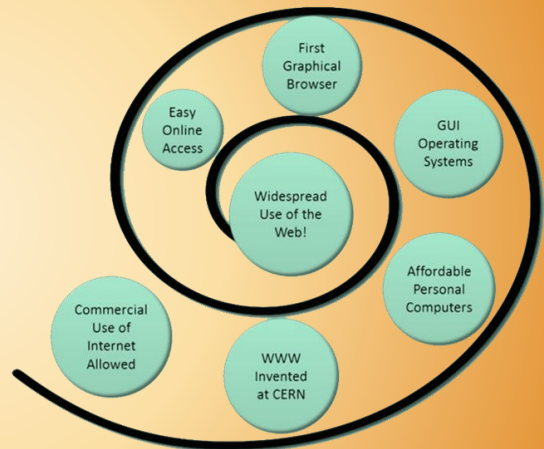 First
Graphical
Browser
Easy
Online
Access
GUI
Operating
Systems
Widespread
Use of the
Web!
Affordable
Personal
Computers
Commercial
Use of
Internet
Allowed
WWW
Invented
at CERN